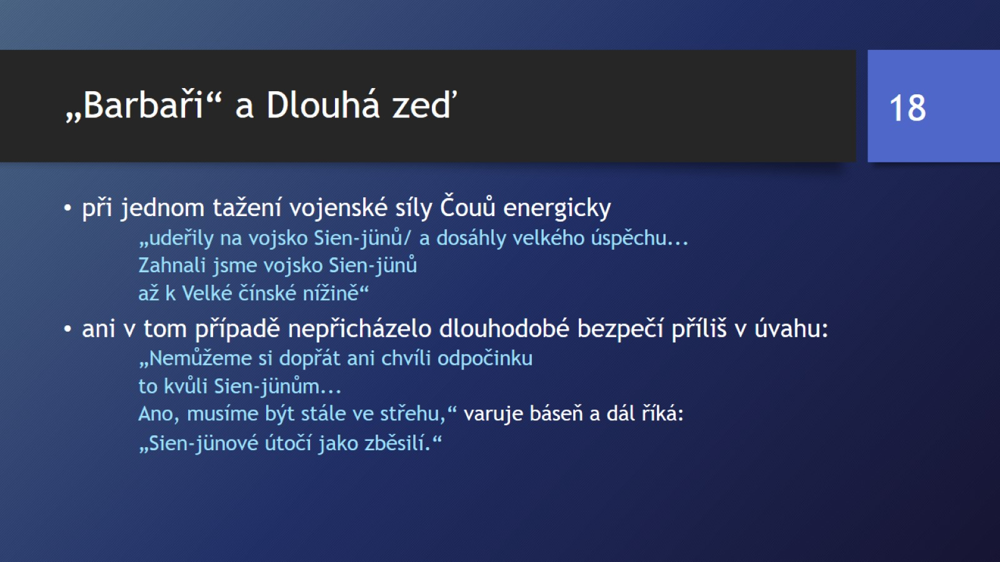 „Barbaři“ a Dlouhá zeď
18
• při jednom tažení vojenské síly Čouů energicky
„udeřily na vojsko Sien-jünů/ a dosáhly velkého úspěchu...
Zahnali jsme vojsko Sien-jünů
až k Velké čínské nížině“
• ani v tom případě nepřicházelo dlouhodobé bezpečí příliš v úvahu:
„Nemůžeme si dopřát ani chvíli odpočinku
to kvůli Sien-jünům...
Ano, musíme být stále ve střehu,“ varuje báseň a dál říká:
„Sien-jünové útočí jako zběsilí.“